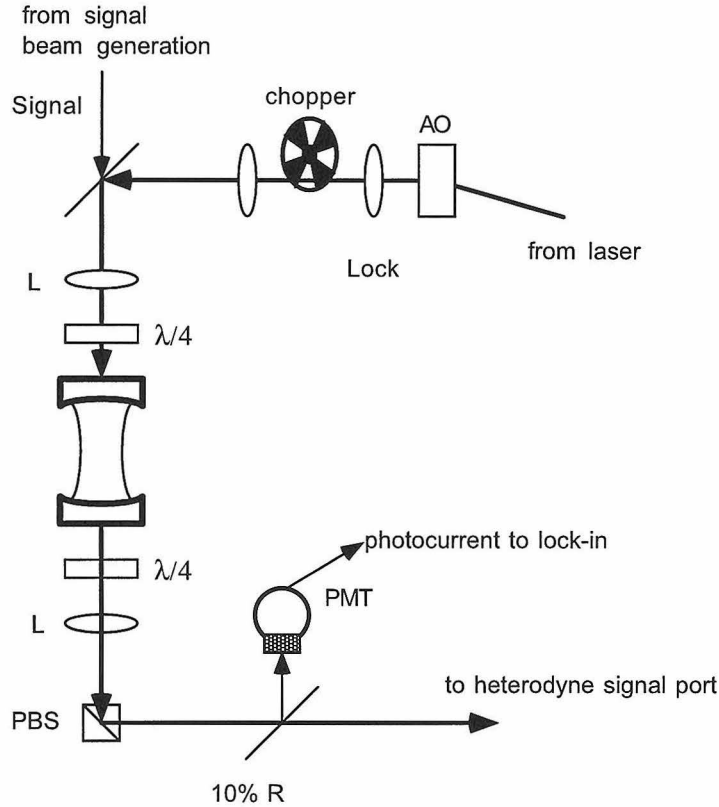 from signal
beam generation
Signal
chopper
AO
from laser
Lock
L
λ/4
λ/4
photocurrent to lock-in
PMT
L
to heterodyne signal port
PBS
10% R